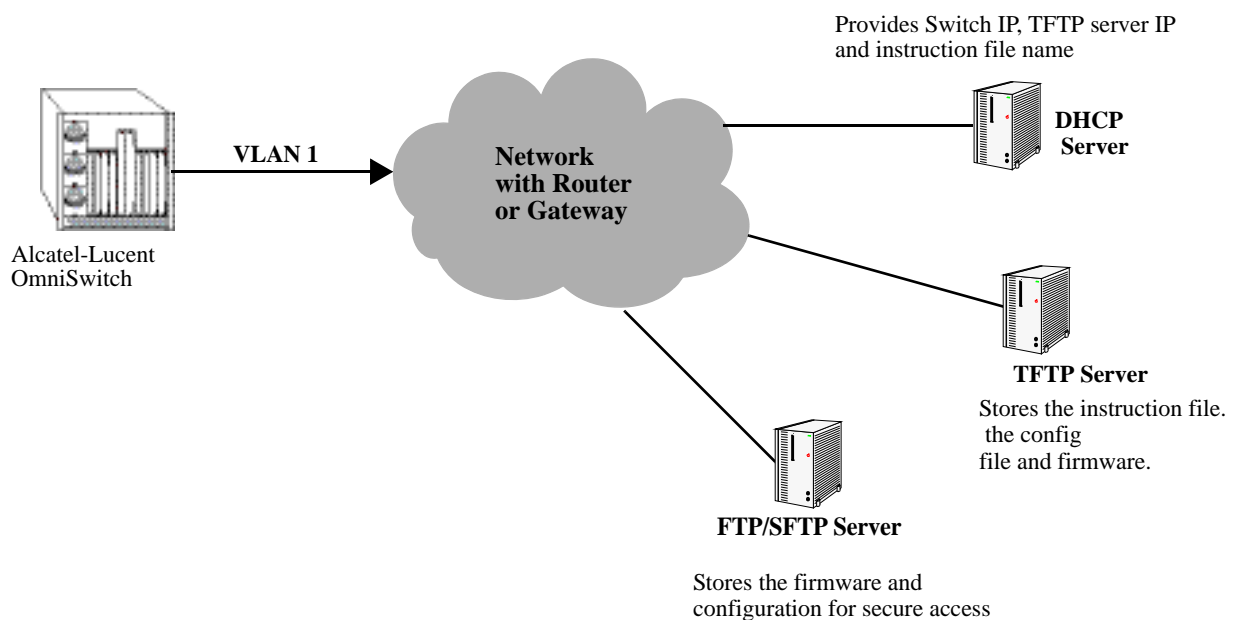 Provides Switch IP, TFTP server IP
and instruction file name
DHCP
Server
VLAN 1
Network
with Router
or Gateway
Alcatel-Lucent
OmniSwitch
TFTP Server
Stores the instruction file.
the config
file and firmware.
FTP/SFTP Server
Stores the firmware and
configuration for secure access